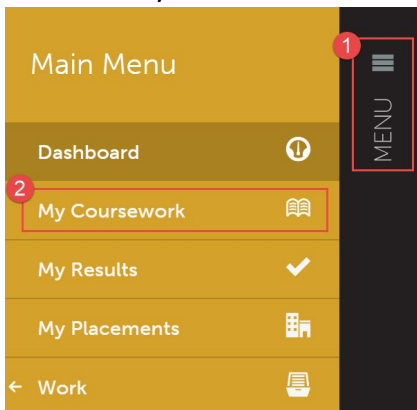 1
Main Menu
MENU
Dashboard
2
My Coursework
My Results
My Placements
← Work